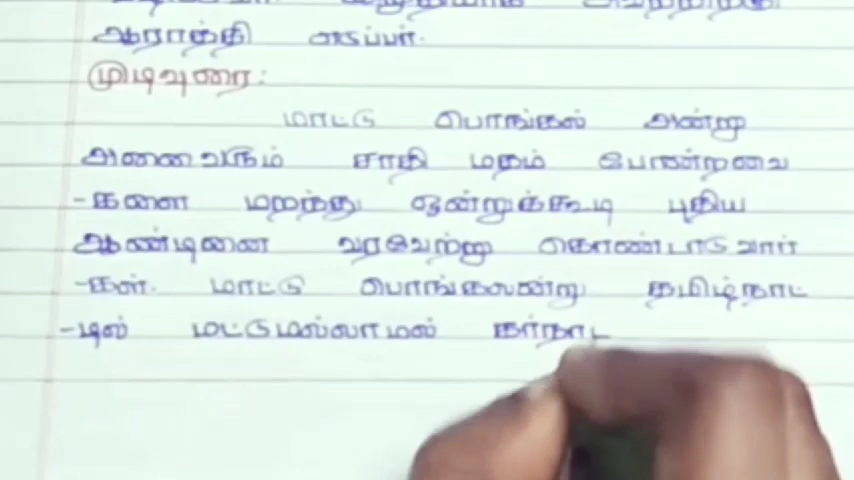 ஆராத்தி எடுப்பர்.
முடிவுரை:
மாட்டு பொங்கல் அன்று
அனைவரும் சாதி மதம் போன்றவை
-களை மறந்து ஒன்றுக்கூடி புதிய
ஆண்டினை வரவேற்று கொண்டாடுவார்
-கள். மாட்டு பொங்கலன்று தமிழ்நாட்
-டில் மட்டுமல்லாமல் கர்நாட